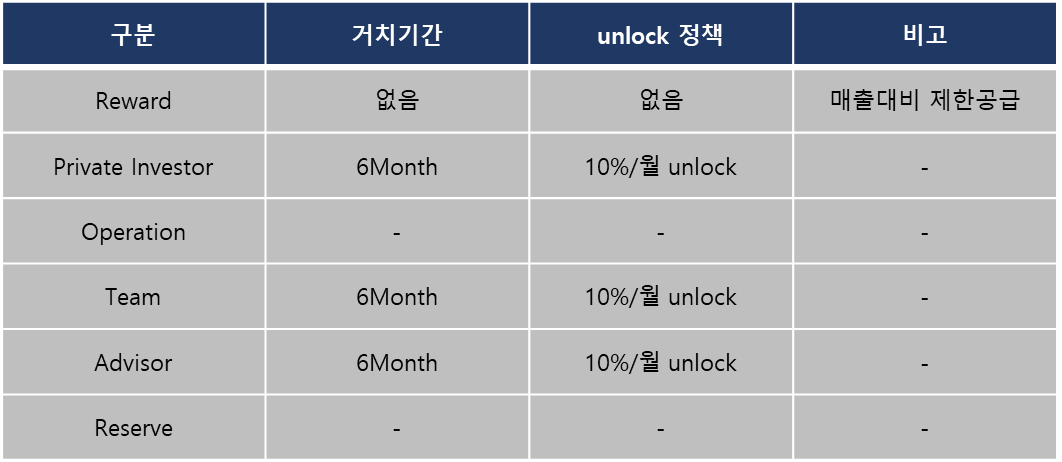 구분 거치기간 unlock 정책 비고
Reward 없음 없음 매출대비 제한공급
Private Investor 6Month 10%/월 unlock -
Operation - - -
Team 6Month 10%/월 unlock -
Advisor 6Month 10%/월 unlock -
Reserve - - -